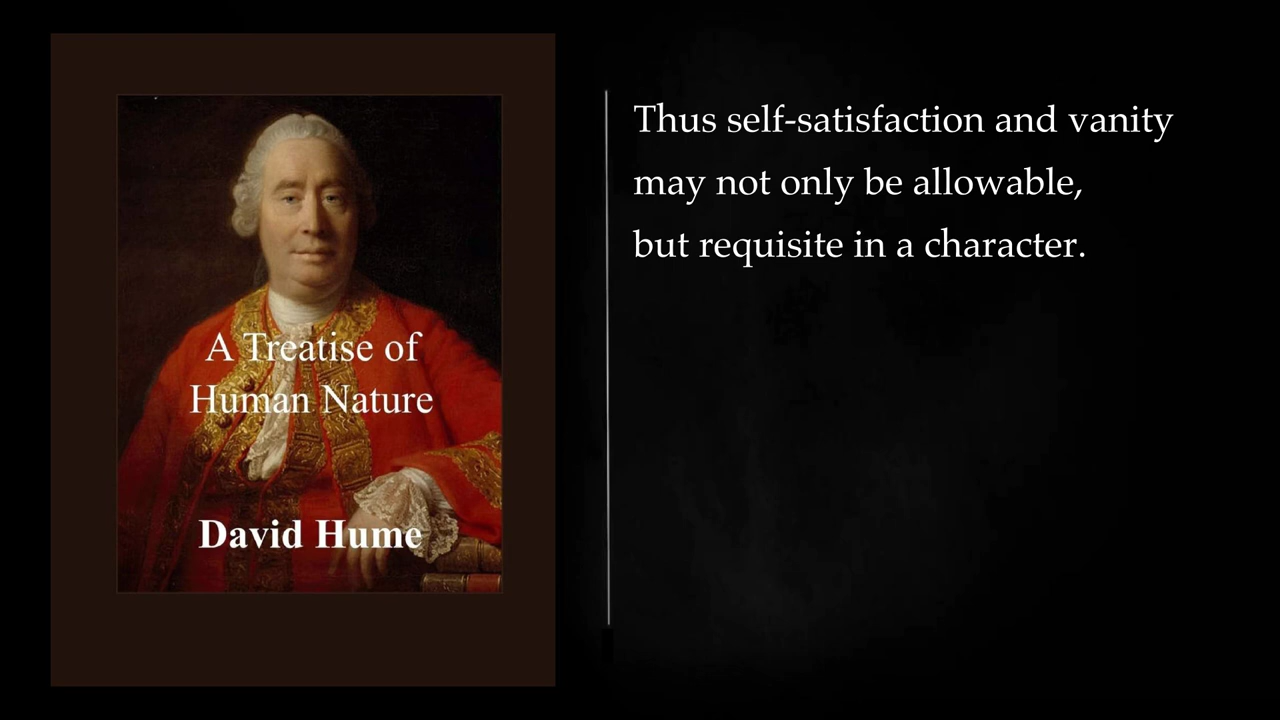 A Treatise of
Human Nature
David Hume
Thus self-satisfaction and vanity
may not only be allowable,
but requisite in a character.